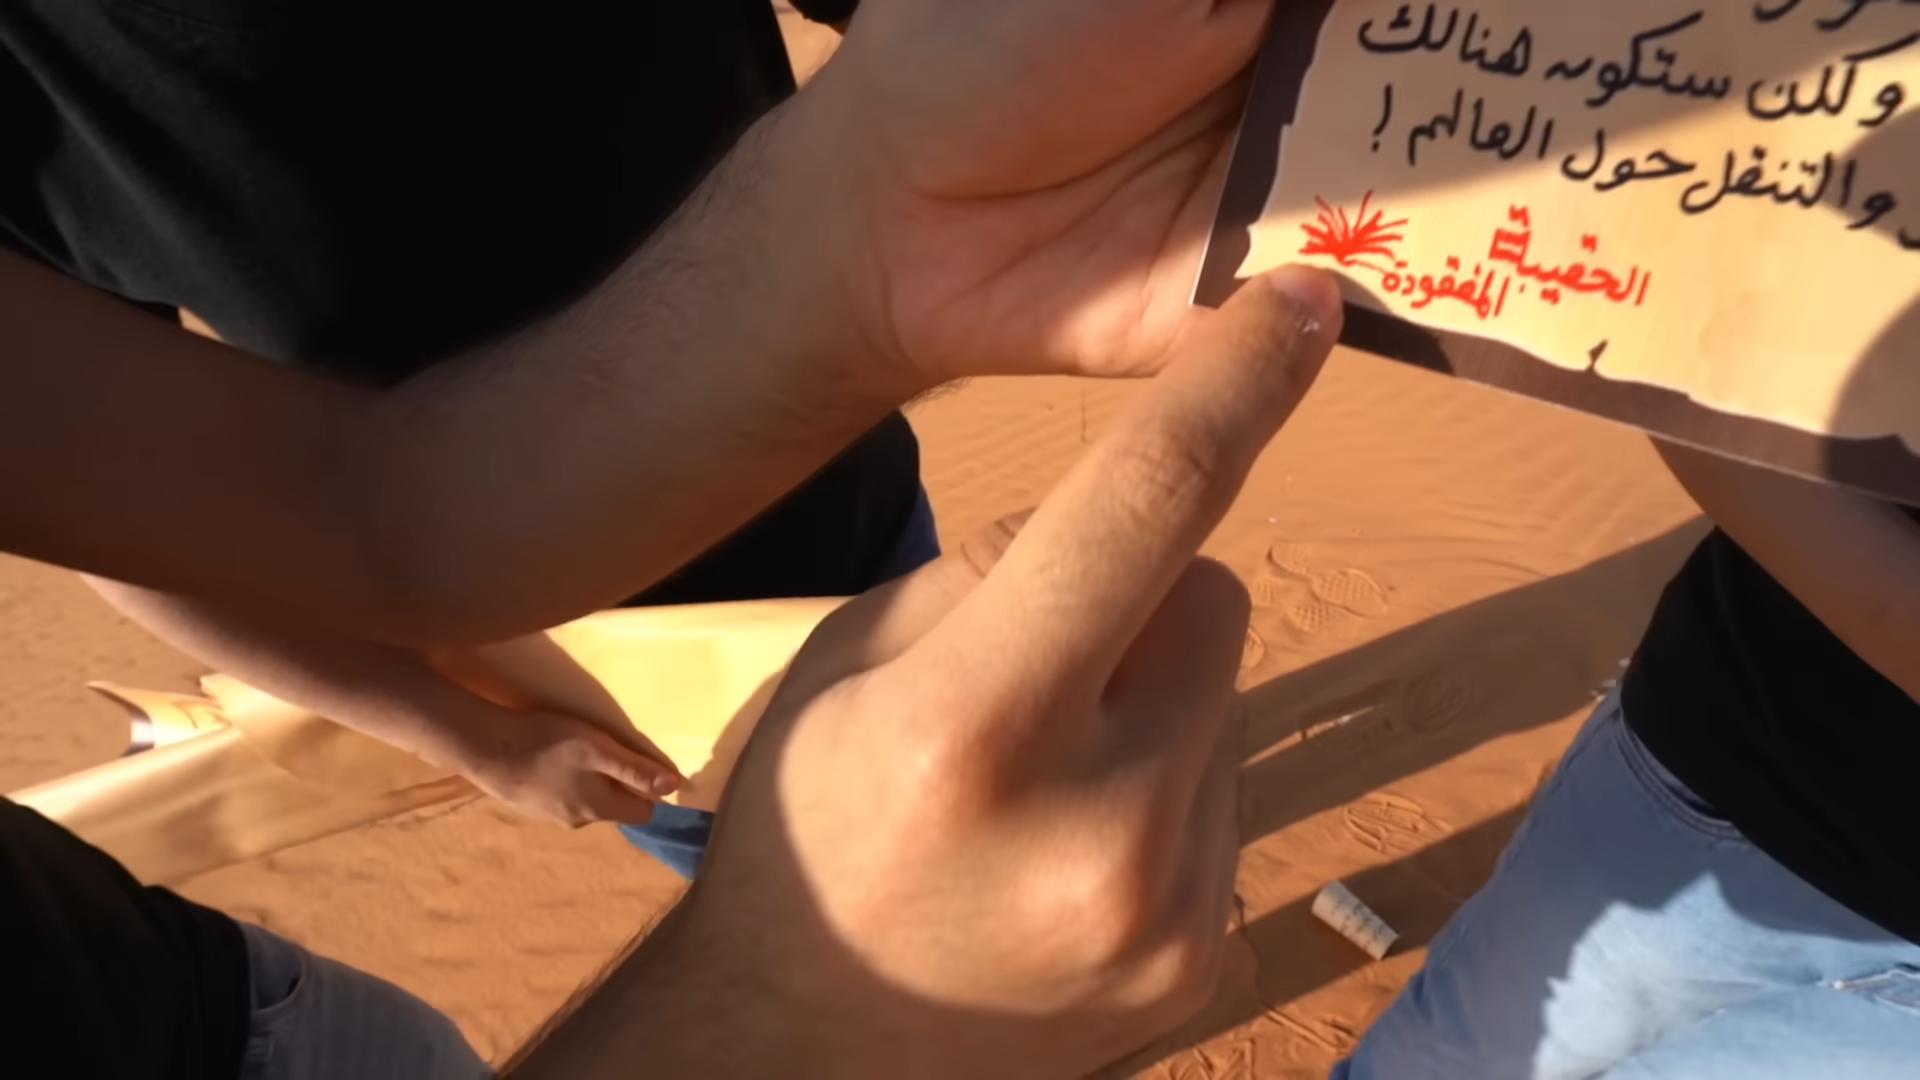 ولكن ستكون هنالك
والتنقل حول العالم !
الحقيبة
المفقودة